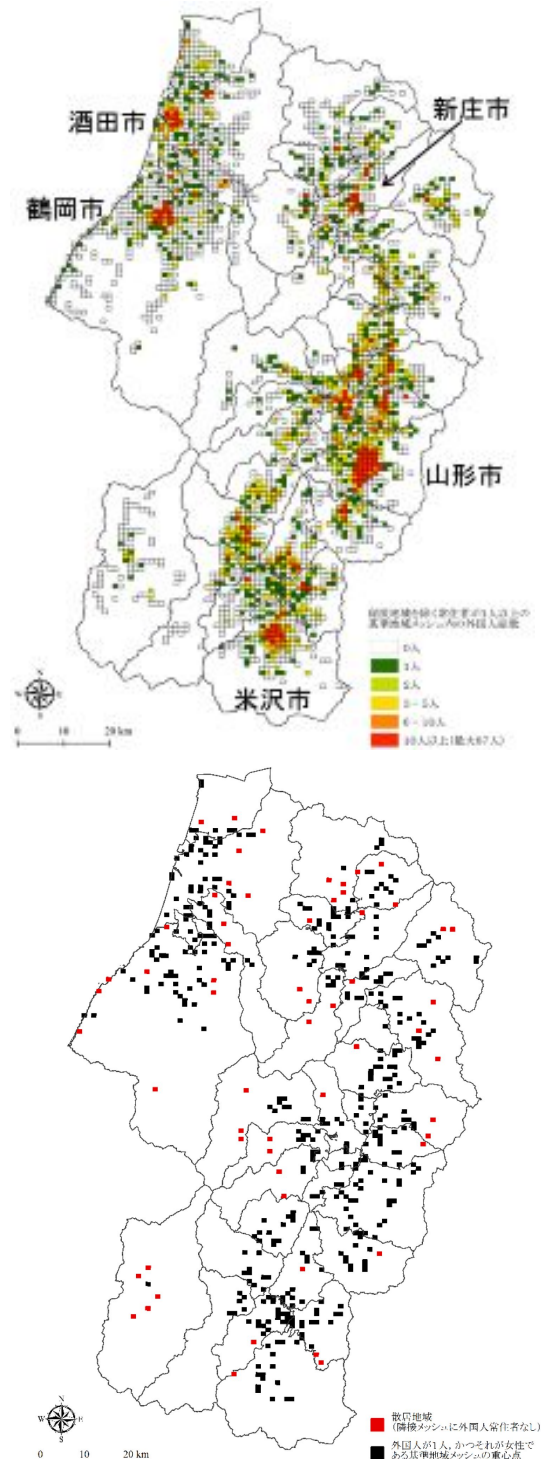 酒田市
新庄市
鶴岡市
山形市
0人
1人
2人
3－5人
6－10人
10人以上(最大67人)
米沢市
0 10 20 km
散居地域
(隣接メッシュに外国人常住者なし)
外国人が1人, かつそれが女性で
ある基準地域メッシュの重心点
N
W E
S
0 10 20 km